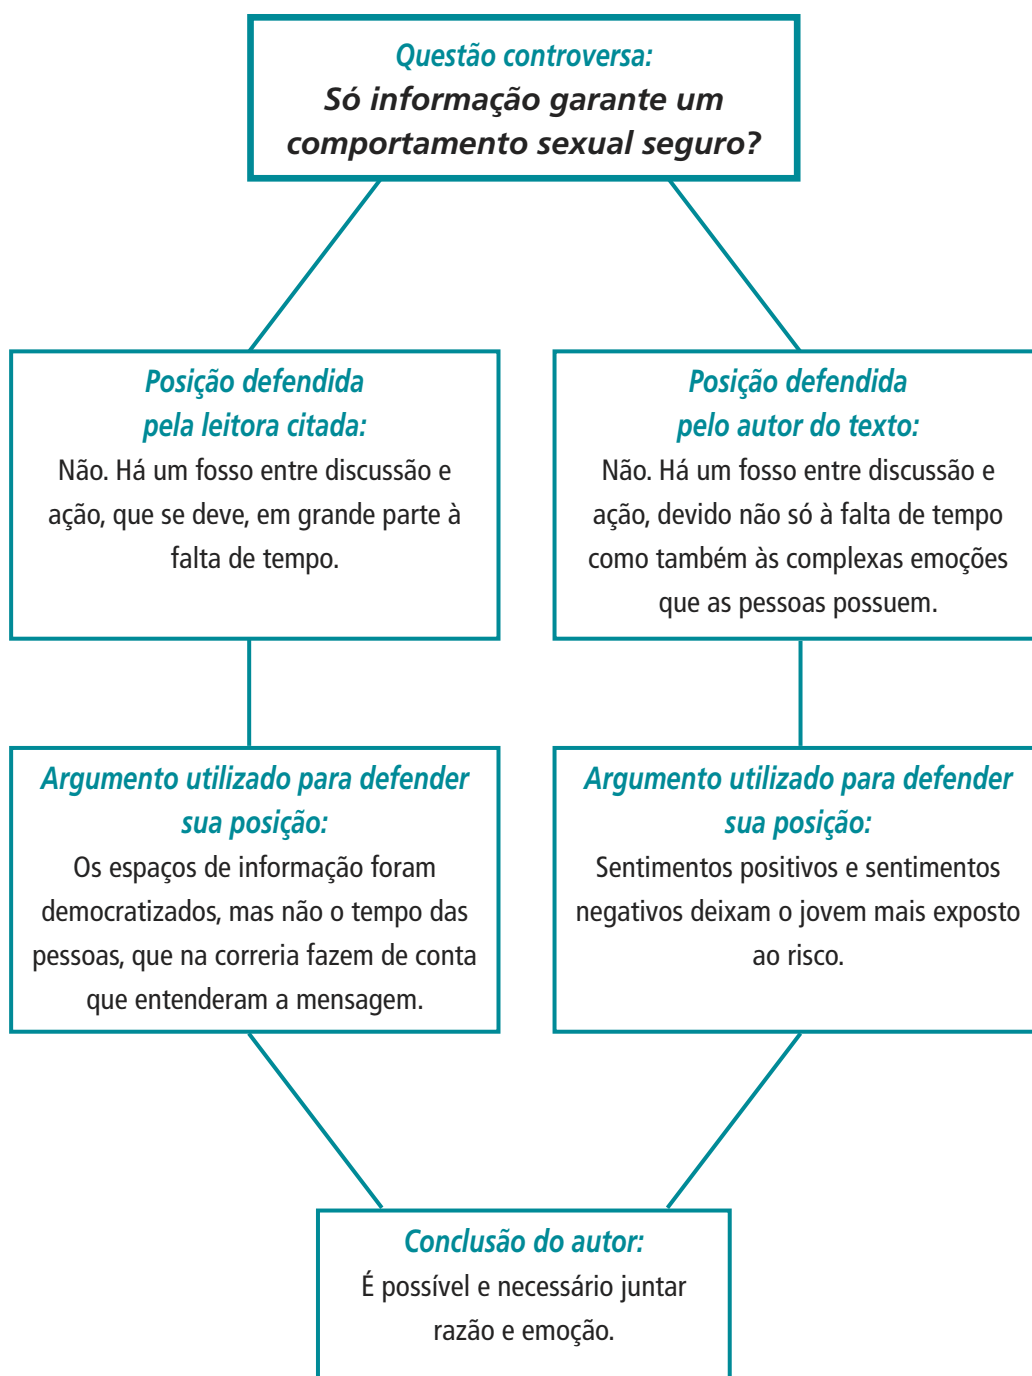 Questão controversa:
Só informação garante um
comportamento sexual seguro?
Posição defendida
pela leitora citada:
Não. Há um fosso entre discussão e
ação, que se deve, em grande parte à
falta de tempo.
Posição defendida
pelo autor do texto:
Não. Há um fosso entre discussão e
ação, devido não só à falta de tempo
como também às complexas emoções
que as pessoas possuem.
Argumento utilizado para defender
sua posição:
Os espaços de informação foram
democratizados, mas não o tempo das
pessoas, que na correria fazem de conta
que entenderam a mensagem.
Argumento utilizado para defender
sua posição:
Sentimentos positivos e sentimentos
negativos deixam o jovem mais exposto
ao risco.
Conclusão do autor:
É possível e necessário juntar
razão e emoção.